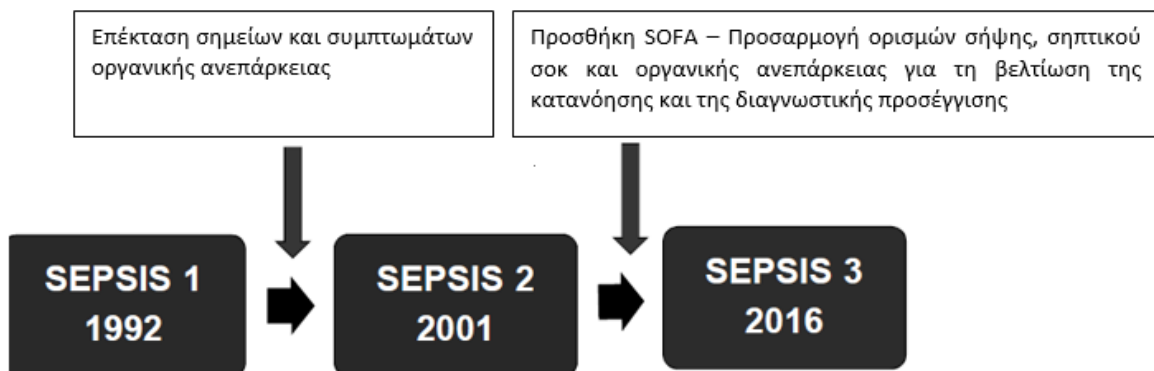 Επέκταση σημείων και συμπτωμάτων
οργανικής ανεπάρκειας
Προσθήκη SOFA – Προσαρμογή ορισμών σήψης, σηπτικού
σοκ και οργανικής ανεπάρκειας για τη βελτίωση της
κατανόησης και της διαγνωστικής προσέγγισης
SEPSIS 1
1992
SEPSIS 2
2001
SEPSIS 3
2016